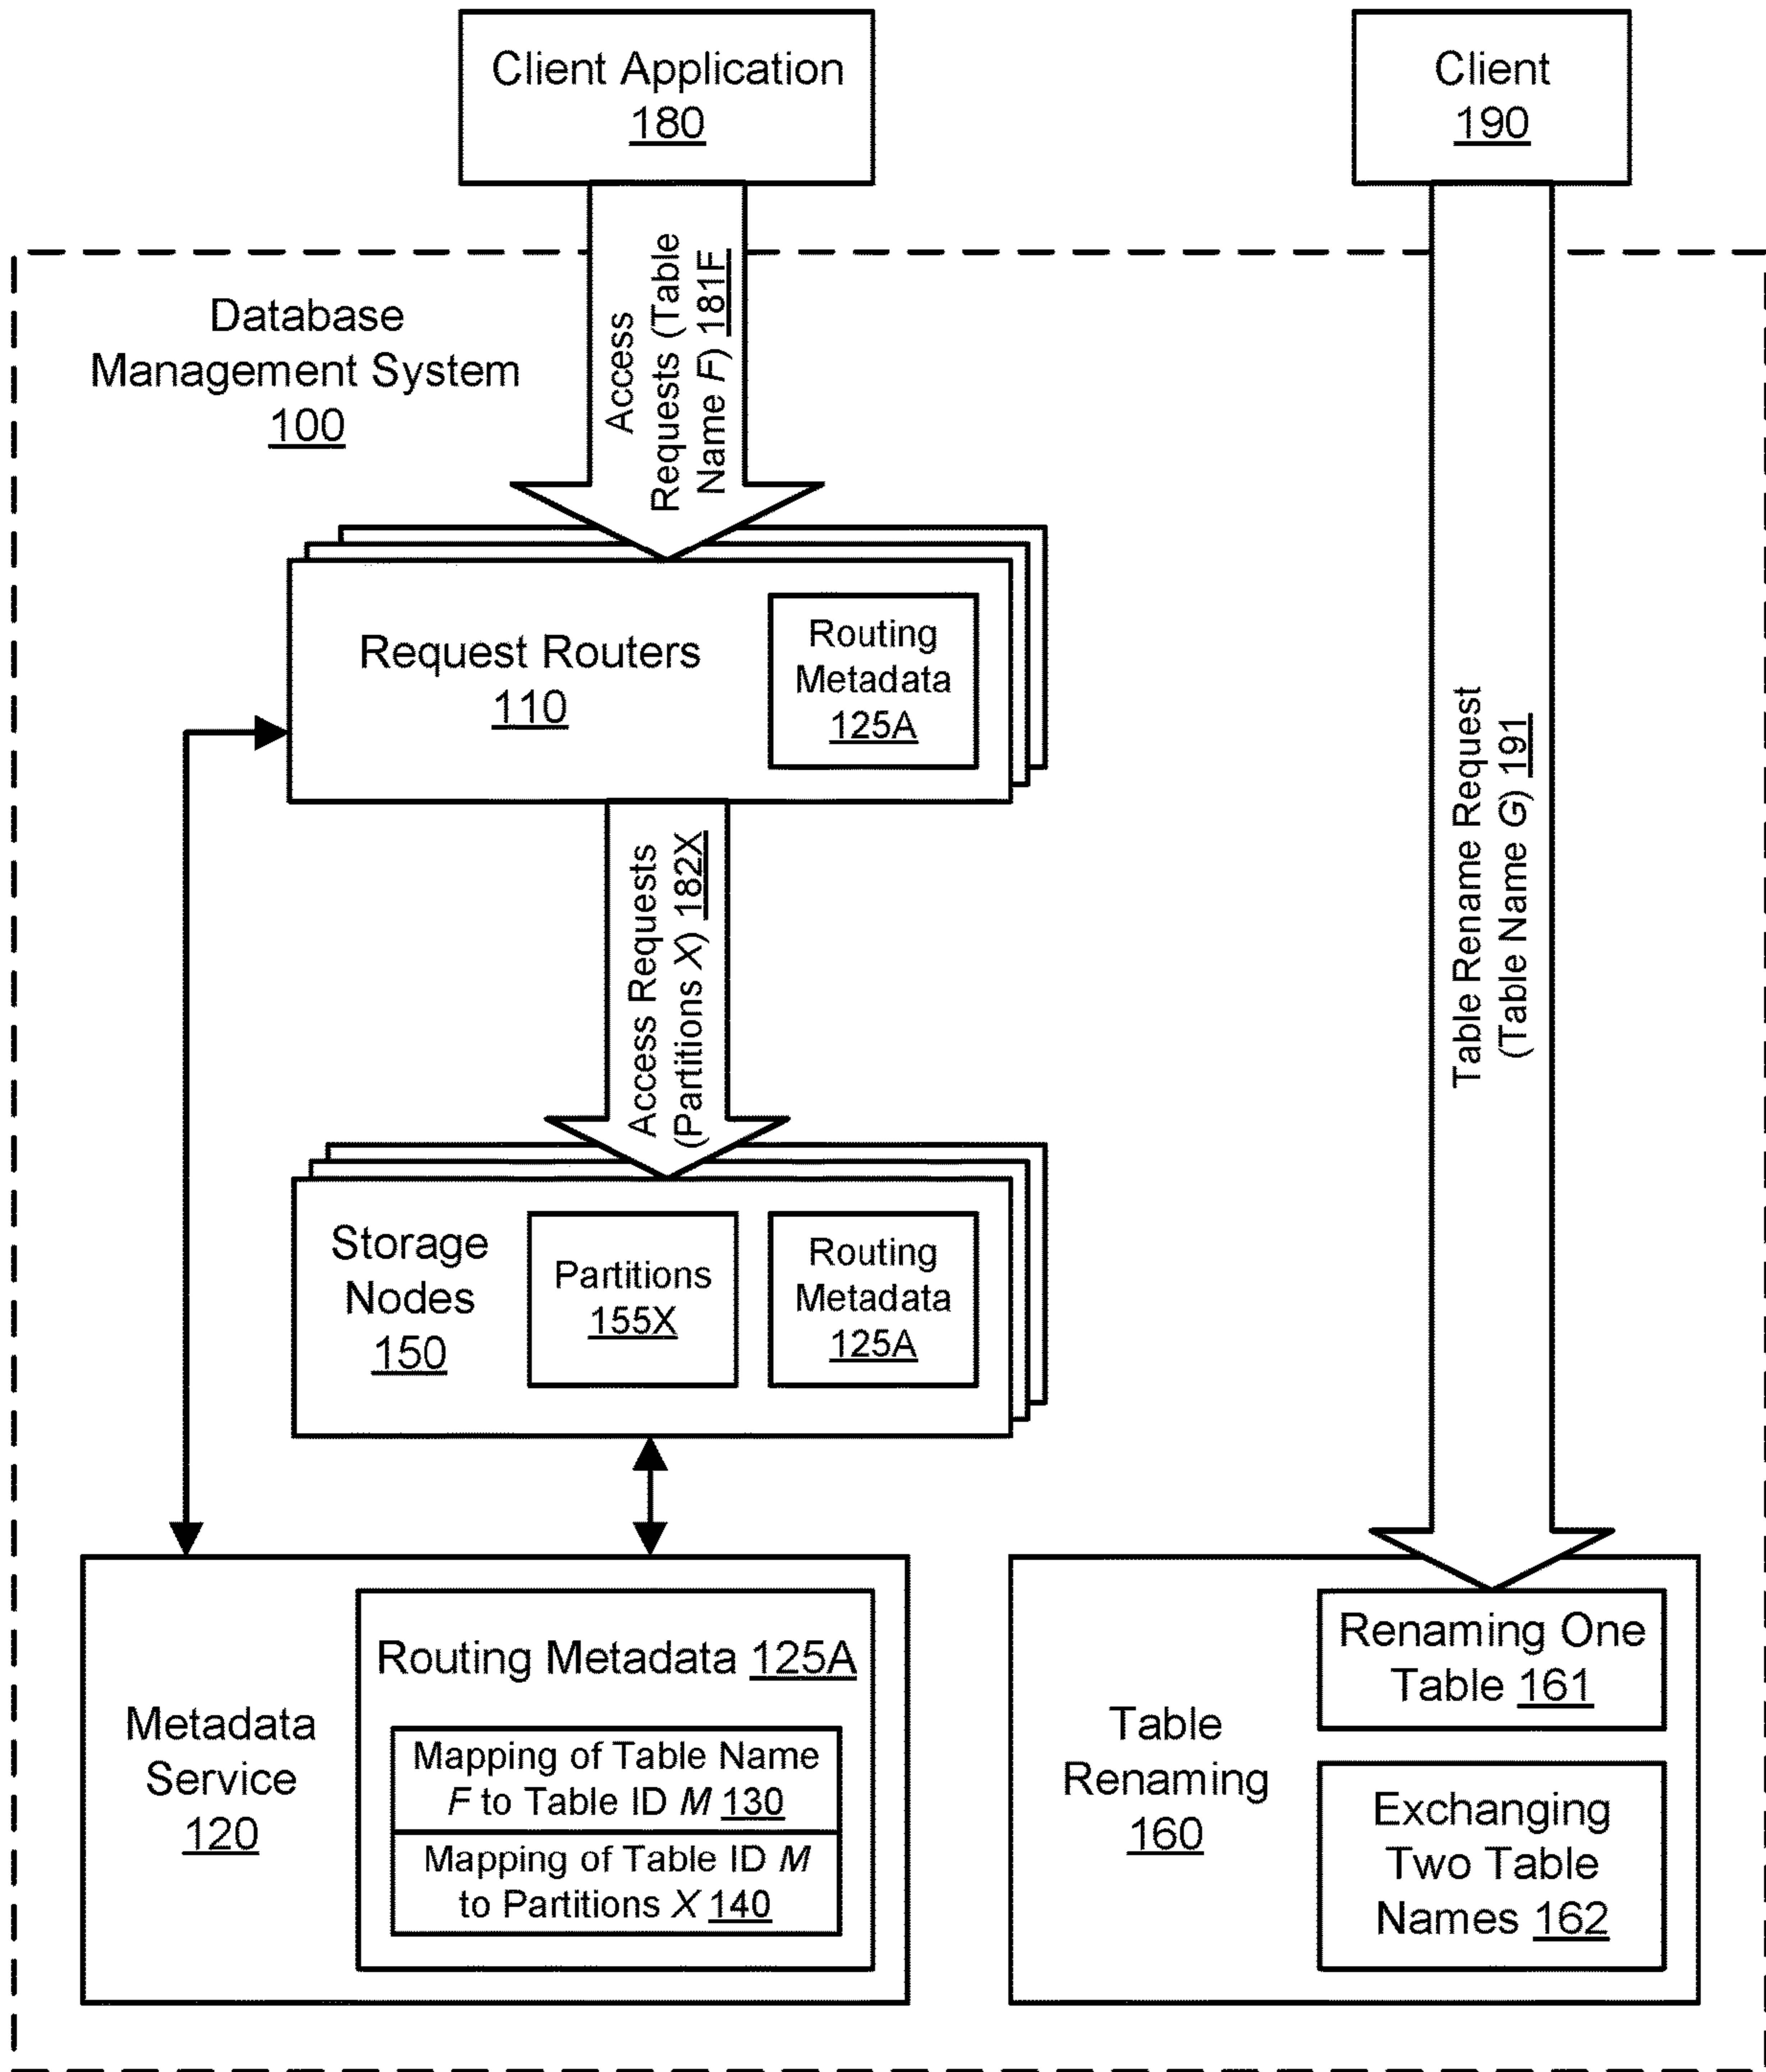 Client Application
180
Client
190
Database
Management System
100
Access
Requests (Table
Name F) 181F
Request Routers
110
Routing
Metadata
125A
Table Rename Request
(Table Name G) 191
Access Requests
(Partitions X) 182X
Storage
Nodes
150
Partitions
155X
Routing
Metadata
125A
Metadata
Service
120
Routing Metadata 125A
Mapping of Table Name
F to Table ID M 130
Mapping of Table ID M
to Partitions X 140
Table
Renaming
160
Renaming One
Table 161
Exchanging
Two Table
Names 162